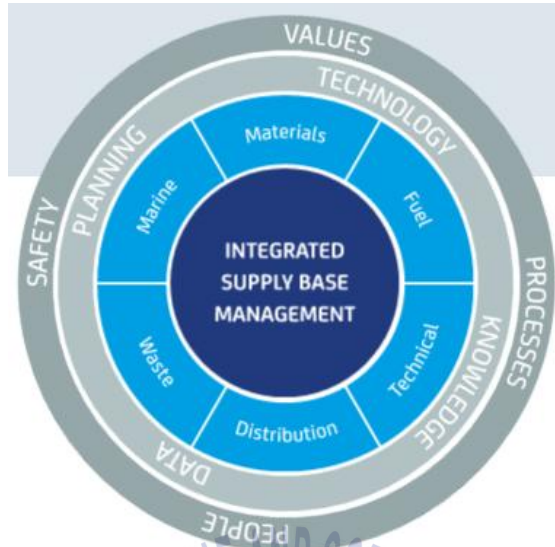 VALUES
PROCESSES
PEOPLE
SAFETY
TECHNOLOGY
KNOWLEDGE
DATA
PLANNING
Materials
Fuel
Technical
Distribution
Waste
Marine
INTEGRATED
SUPPLY BASE
MANAGEMENT